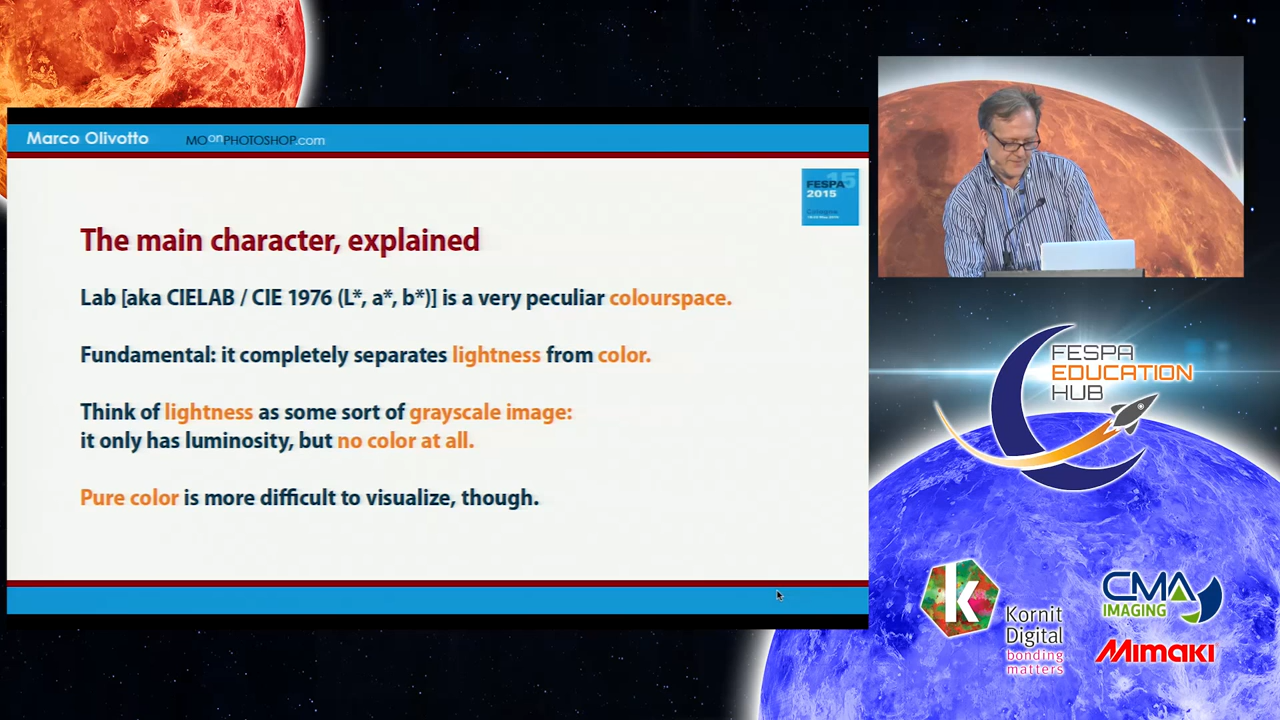 Marco Olivotto
MOonPHOTOSHOP.com
FESPA 15
2015
The main character, explained
Lab [aka CIELAB / CIE 1976 (L*, a*, b*)] is a very peculiar colourspace.
Fundamental: it completely separates lightness from color.
Think of lightness as some sort of grayscale image:
it only has luminosity, but no color at all.
Pure color is more difficult to visualize, though.
FESPA
EDUCATION
HUB
k
Kornit
Digital
bonding
matters
CMA
IMAGING
Mimaki